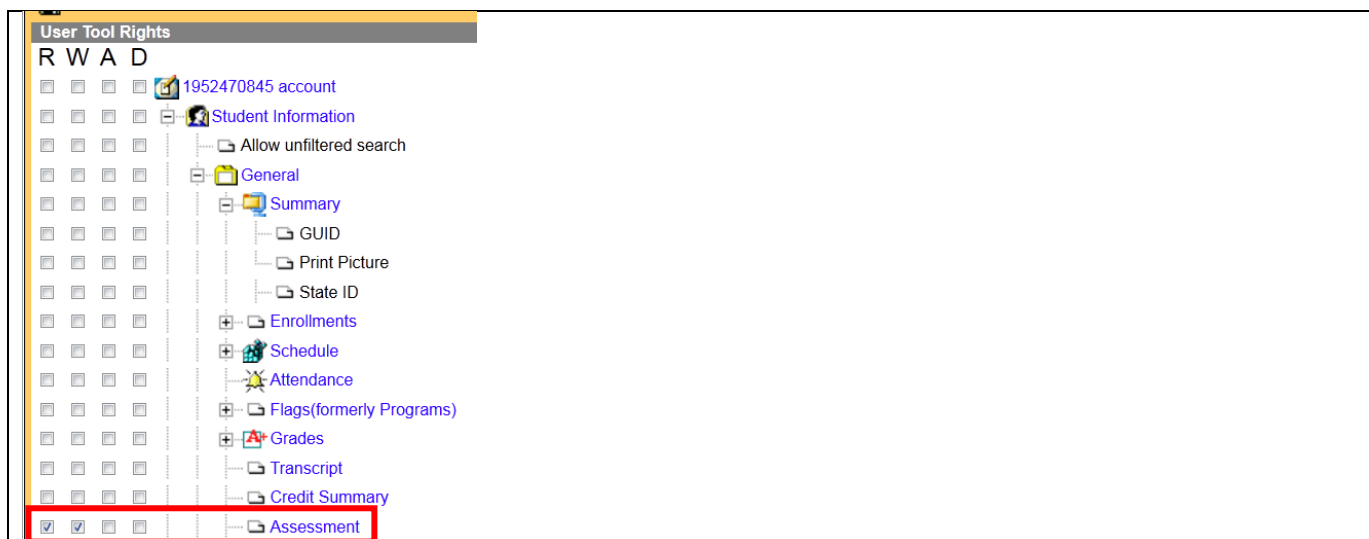 User Tool Rights
R W A D
1952470845 account
Student Information
Allow unfiltered search
General
Summary
GUID
Print Picture
State ID
Enrollments
Schedule
Attendance
Flags(formerly Programs)
A+ Grades
Transcript
Credit Summary
Assessment